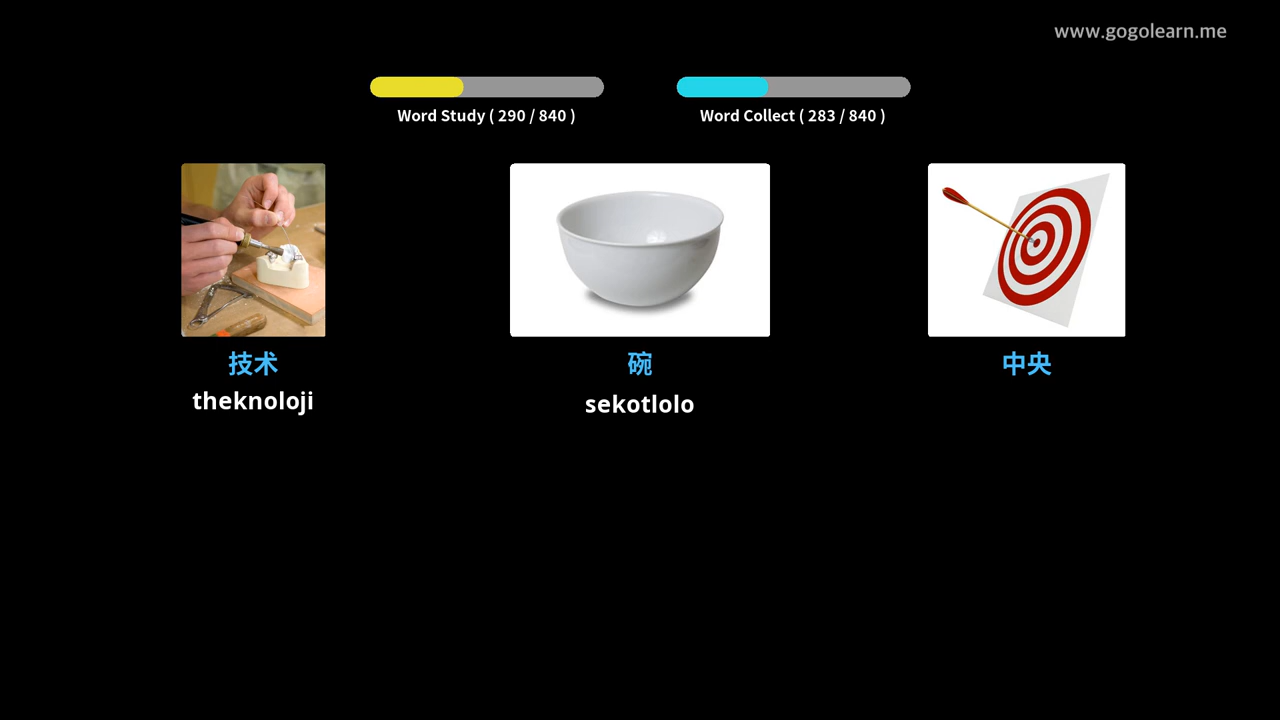 www.gogolearn.me
Word Study ( 290 / 840 )
Word Collect ( 283 / 840 )
技术
碗
中央
theknoloji
sekotlolo